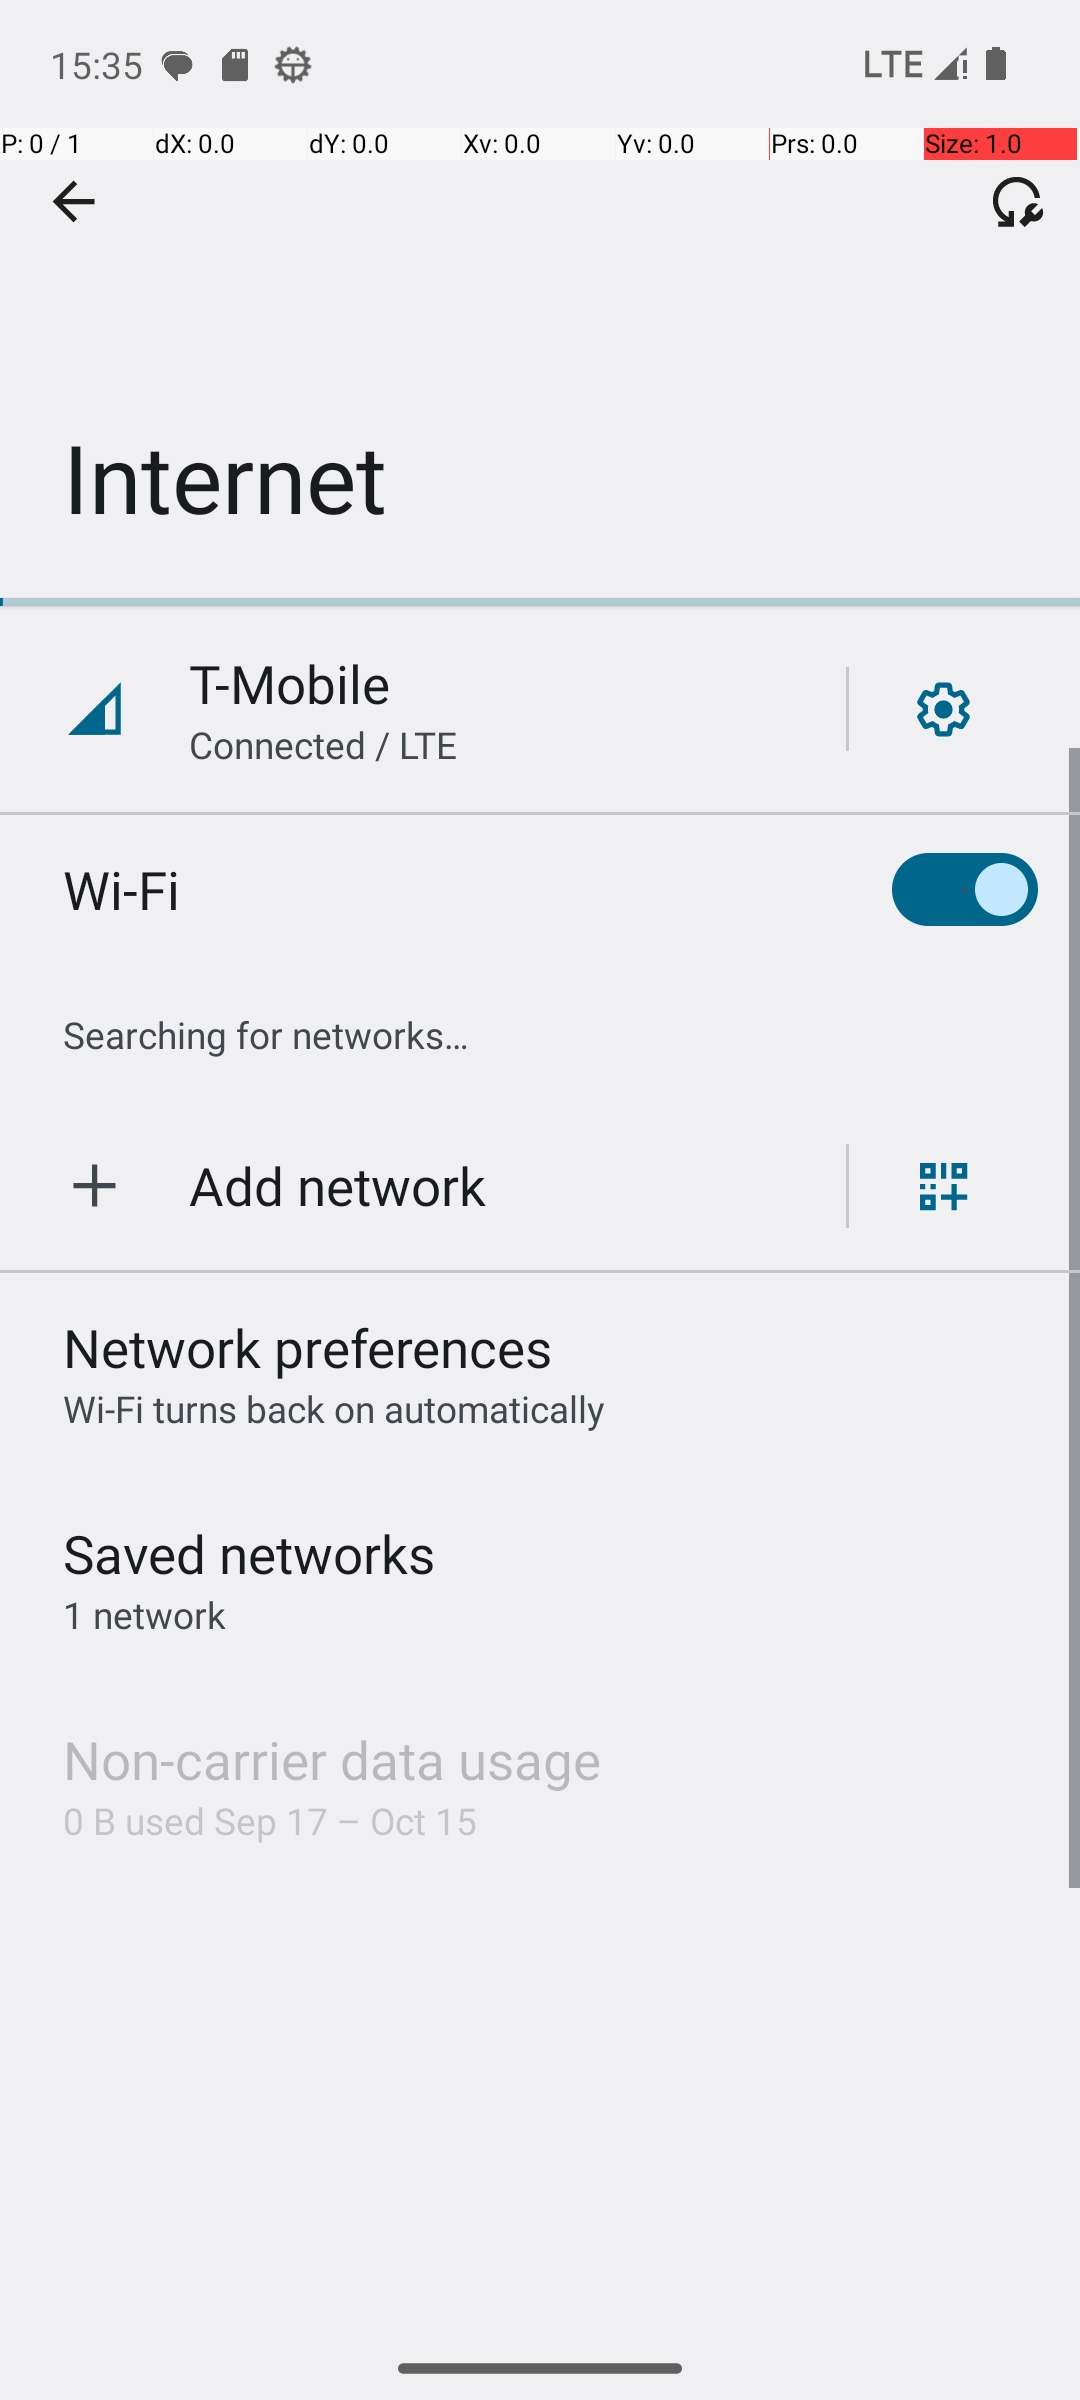 15:35 LTE
P: 0 / 1 dX: 0.0 dY: 0.0 Xv: 0.0 Yv: 0.0 Prs: 0.0 Size: 1.0
Internet
T-Mobile
Connected / LTE
Wi-Fi
Searching for networks…
Add network
Network preferences
Wi-Fi turns back on automatically
Saved networks
1 network
Non-carrier data usage
0 B used Sep 17 – Oct 15